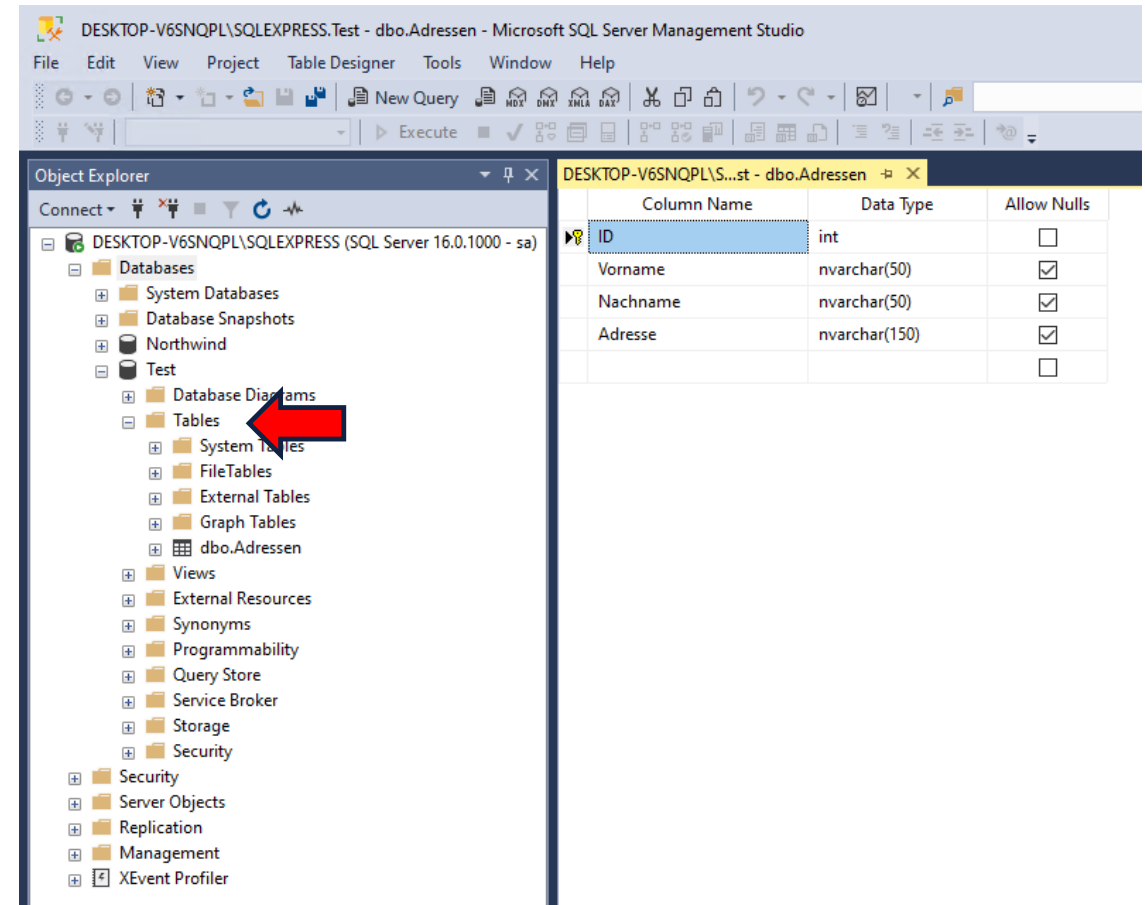 DESKTOP-V6SNQPL\SQLEXPRESS.Test - dbo.Adressen - Microsoft SQL Server Management Studio
File Edit View Project Table Designer Tools Window Help
New Query MDX DMX XMLA DAX
Execute
Object Explorer
Connect
DESKTOP-V6SNQPL\SQLEXPRESS (SQL Server 16.0.1000 - sa)
Databases
System Databases
Database Snapshots
Northwind
Test
Database Diagrams
Tables
System Tables
FileTables
External Tables
Graph Tables
dbo.Adressen
Views
External Resources
Synonyms
Programmability
Query Store
Service Broker
Storage
Security
Security
Server Objects
Replication
Management
XEvent Profiler
DESKTOP-V6SNQPL\S...st - dbo.Adressen
Column Name Data Type Allow Nulls
ID int
Vorname nvarchar(50)
Nachname nvarchar(50)
Adresse nvarchar(150)